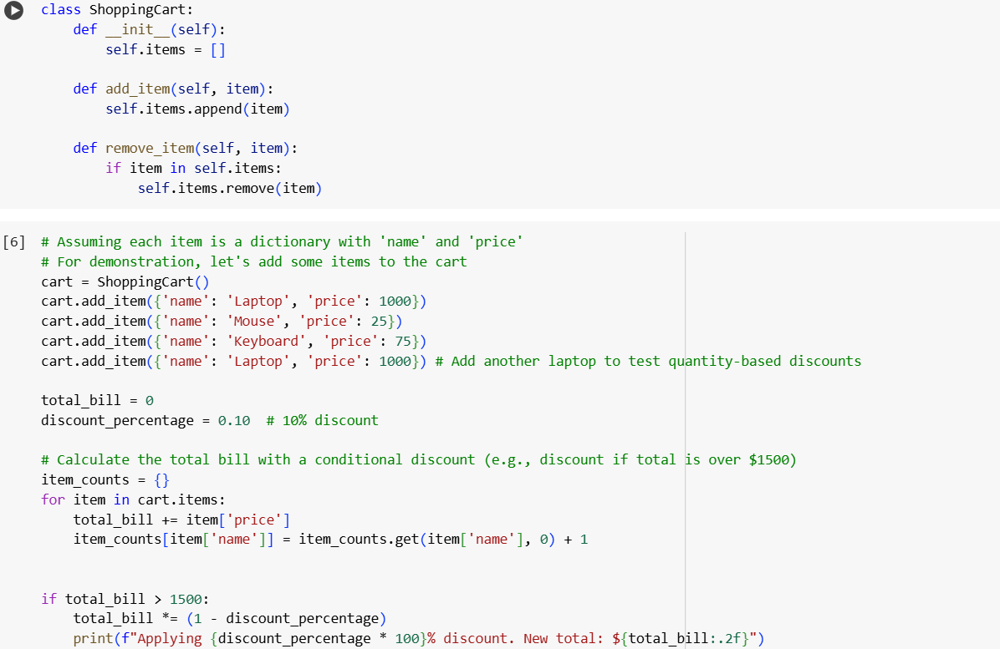 class ShoppingCart:
    def __init__(self):
        self.items = []

    def add_item(self, item):
        self.items.append(item)

    def remove_item(self, item):
        if item in self.items:
            self.items.remove(item)

[6] # Assuming each item is a dictionary with 'name' and 'price'
# For demonstration, let's add some items to the cart
cart = ShoppingCart()
cart.add_item({'name': 'Laptop', 'price': 1000})
cart.add_item({'name': 'Mouse', 'price': 25})
cart.add_item({'name': 'Keyboard', 'price': 75})
cart.add_item({'name': 'Laptop', 'price': 1000}) # Add another laptop to test quantity-based discounts

total_bill = 0
discount_percentage = 0.10  # 10% discount

# Calculate the total bill with a conditional discount (e.g., discount if total is over $1500)
item_counts = {}
for item in cart.items:
    total_bill += item['price']
    item_counts[item['name']] = item_counts.get(item['name'], 0) + 1


if total_bill > 1500:
    total_bill *= (1 - discount_percentage)
    print(f"Applying {discount_percentage * 100}% discount. New total: ${total_bill:.2f}")